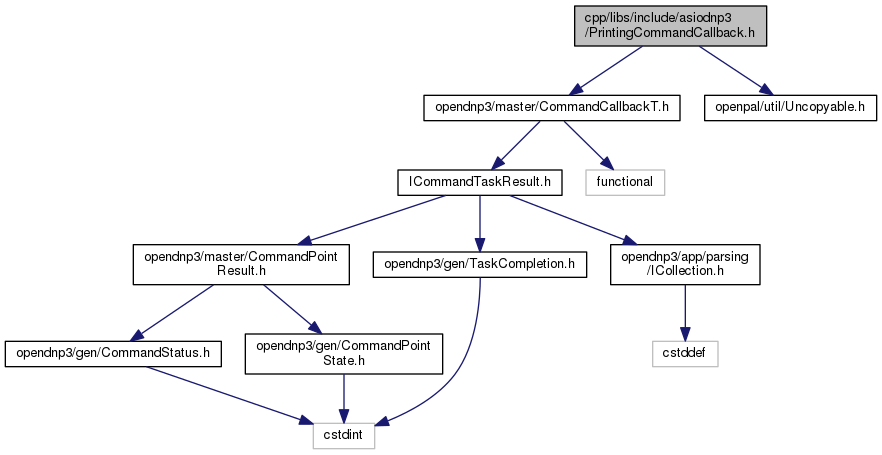 cpp/libs/include/asiodnp3
/PrintingCommandCallback.h
opendnp3/master/CommandCallbackT.h
openpal/util/Uncopyable.h
ICommandTaskResult.h
functional
opendnp3/master/CommandPoint
Result.h
opendnp3/gen/TaskCompletion.h
opendnp3/app/parsing
/ICollection.h
opendnp3/gen/CommandStatus.h
opendnp3/gen/CommandPoint
State.h
cstddef
cstdint